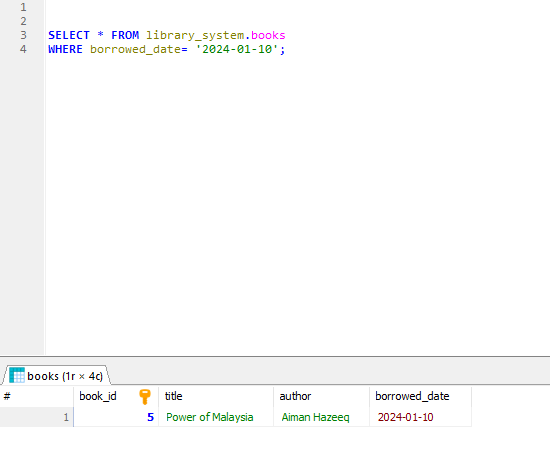 1
2
3 SELECT * FROM library_system.books
4 WHERE borrowed_date= '2024-01-10';
books (1r × 4c)
# book_id title author borrowed_date
1 5 Power of Malaysia Aiman Hazeeq 2024-01-10